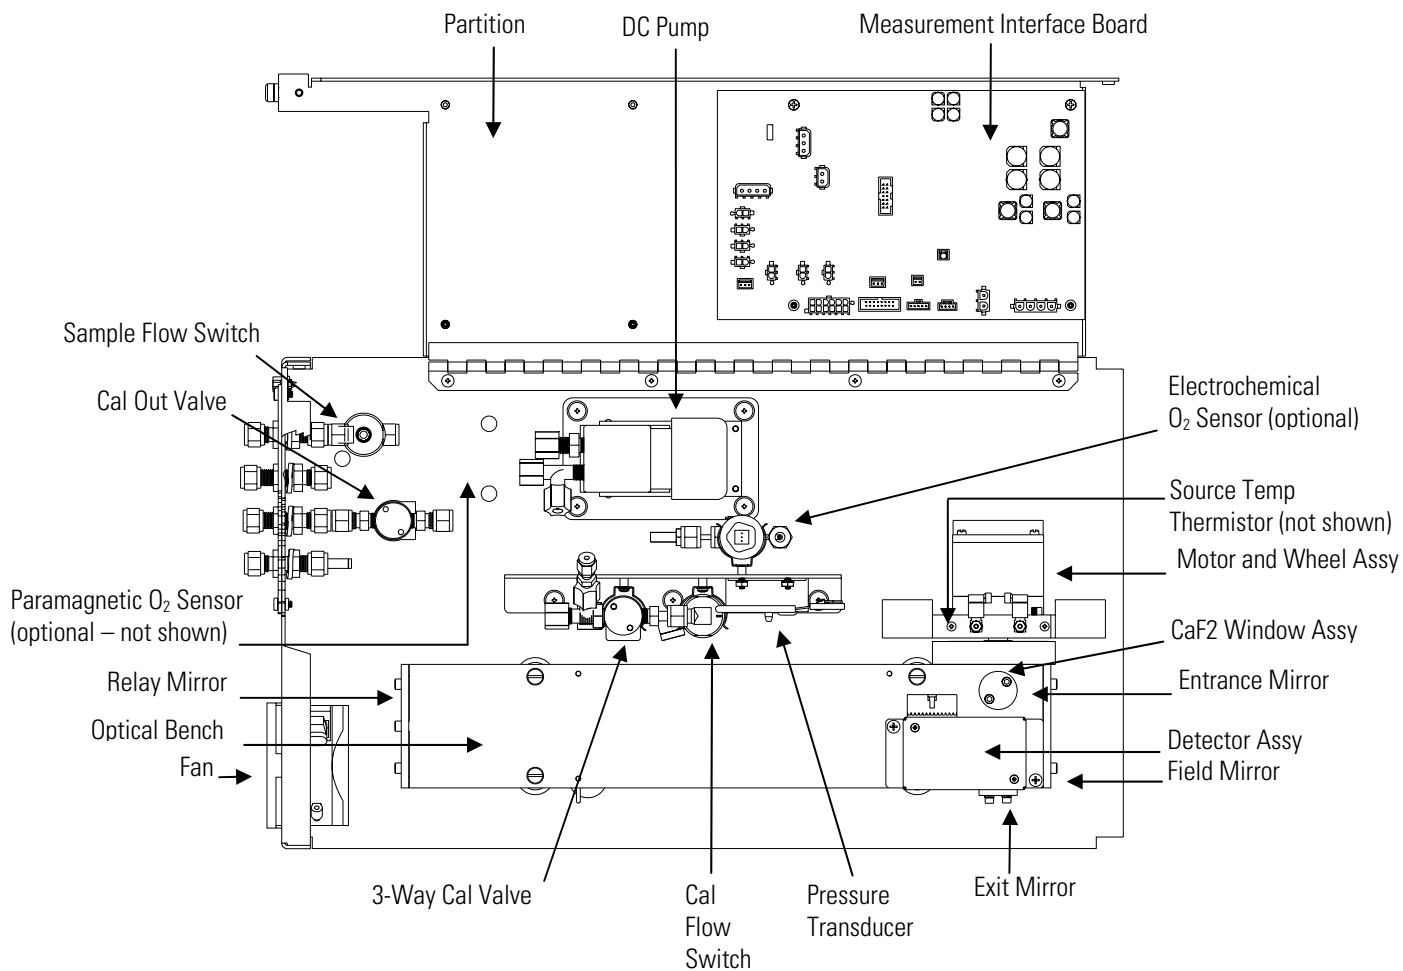 Partition
DC Pump
Measurement Interface Board
Sample Flow Switch
Cal Out Valve
Electrochemical
O₂ Sensor (optional)
Source Temp
Thermistor (not shown)
Motor and Wheel Assy
Paramagnetic O₂ Sensor
(optional – not shown)
CaF2 Window Assy
Relay Mirror
Entrance Mirror
Optical Bench
Detector Assy
Fan
Field Mirror
3-Way Cal Valve
Cal
Flow
Switch
Pressure
Transducer
Exit Mirror